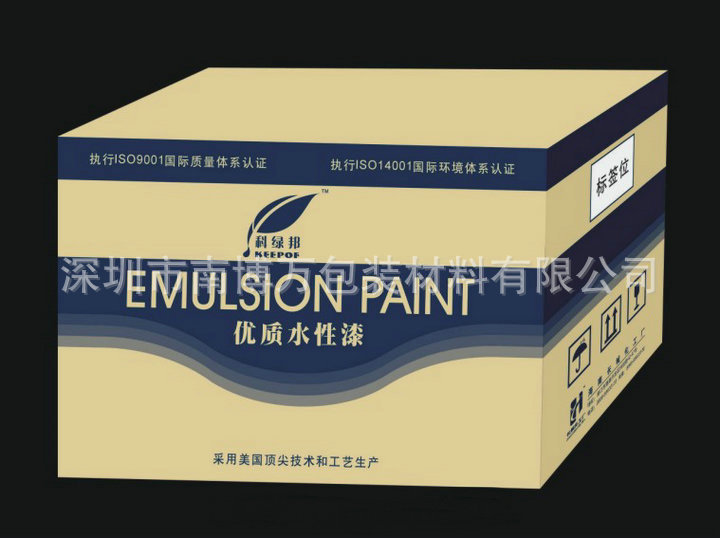 执行ISO9001国际质量体系认证
执行ISO14001国际环境体系认证
标签位
TM
科绿邦
KEEPOF
深圳市南博万包装材料有限公司
EMULSION PAINT
优质水性漆
采用美国顶尖技术和工艺生产